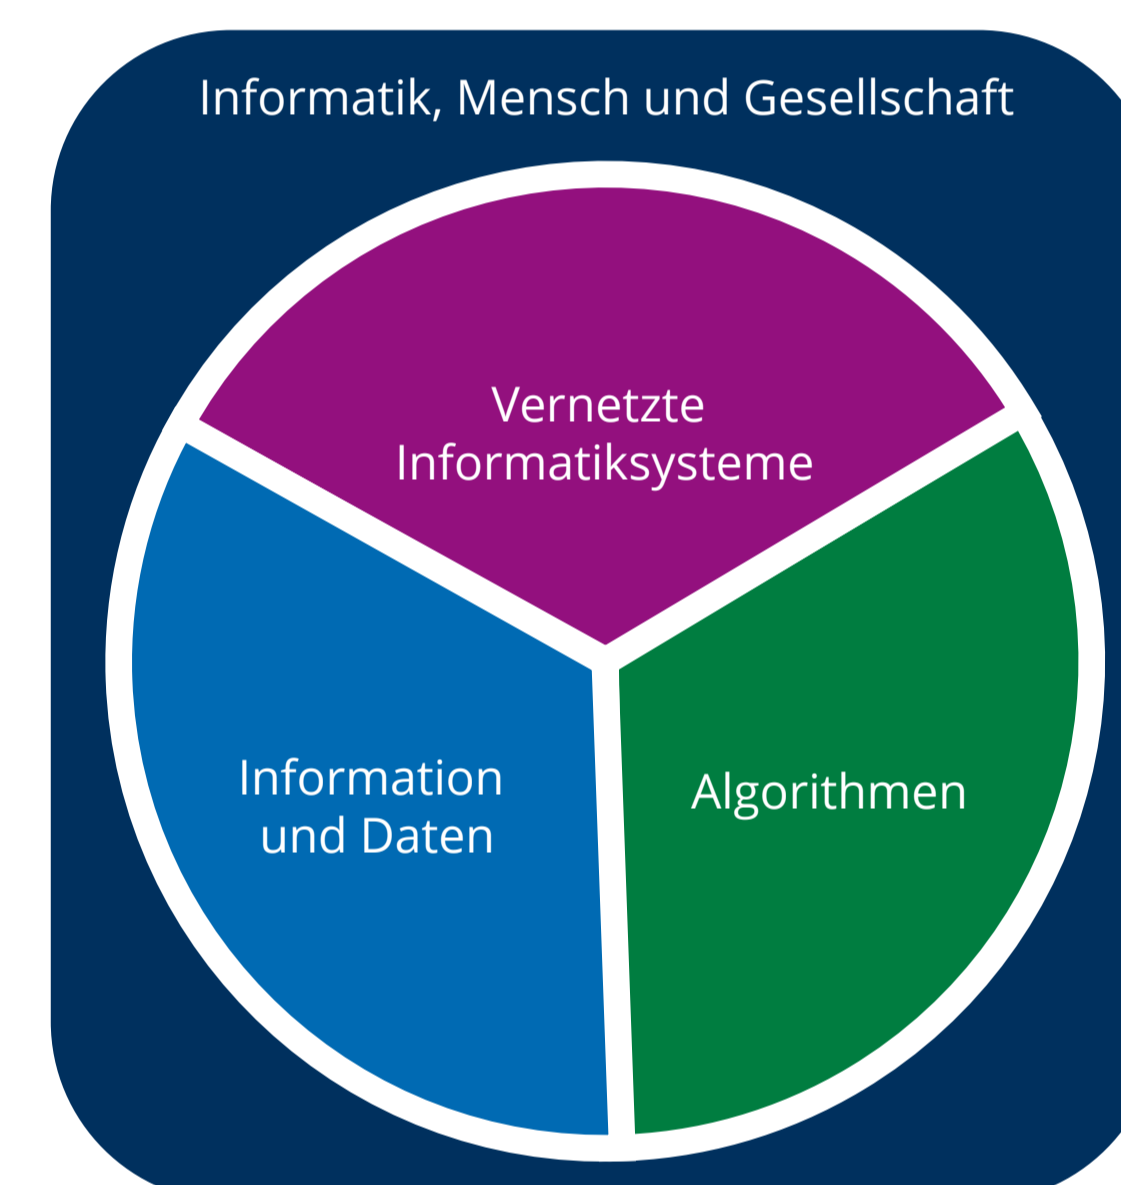 Informatik, Mensch und Gesellschaft
Vernetzte
Informatiksysteme
Information
und Daten
Algorithmen